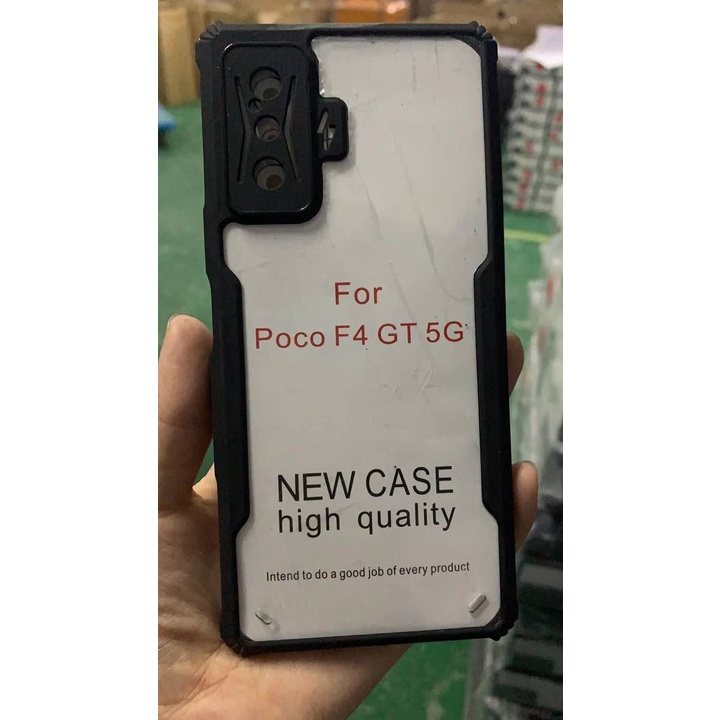 For
Poco F4 GT 5G
NEW CASE
high quality
Intend to do a good job of every product